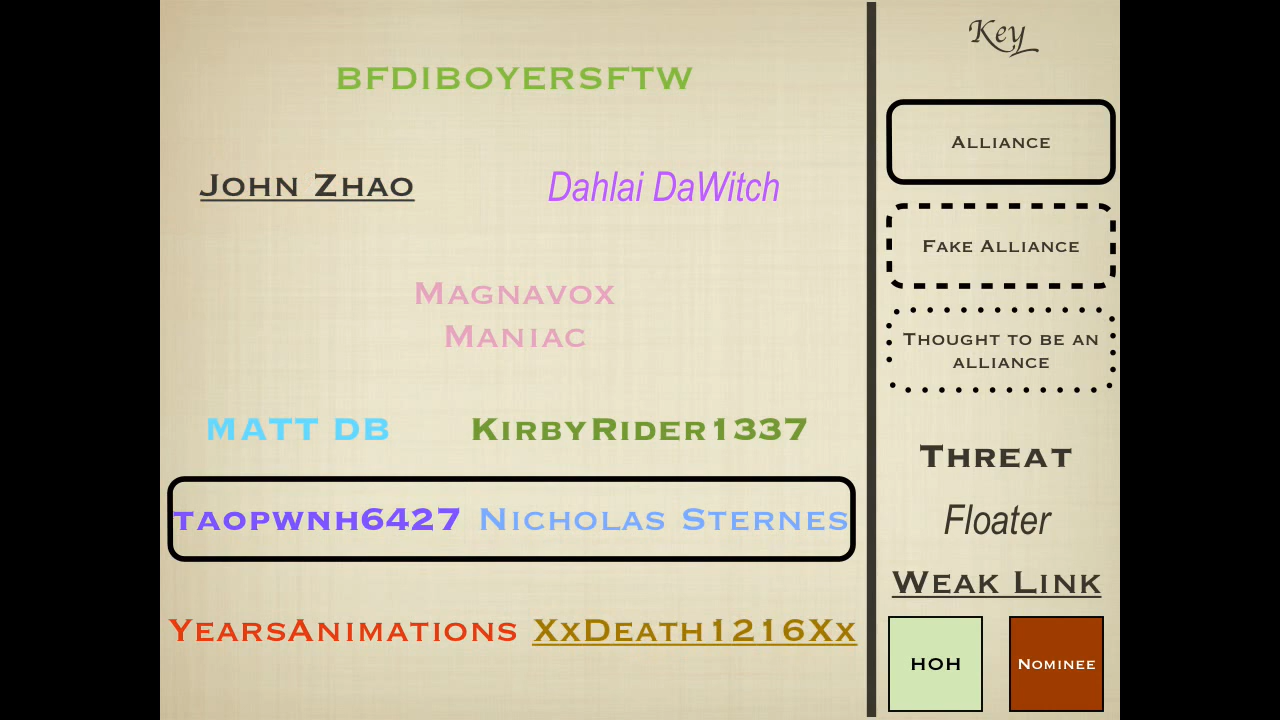 BFDIBOYERSFTW
John Zhao
Dahlai DaWitch
Magnavox
Maniac
MATT DB
KirbyRider1337
taopwnh6427
Nicholas Sternes
YearsAnimations
XxDeath1216Xx
Key
Alliance
Fake Alliance
Thought to be an
alliance
Threat
Floater
Weak Link
HOH
Nominee